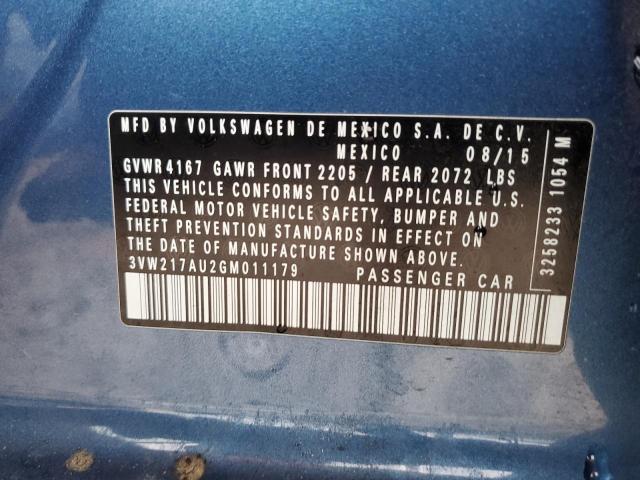 MFD BY VOLKSWAGEN DE MEXICO S.A. DE C.V.
MEXICO 08/15
GVWR 4167 GAWR FRONT 2205 / REAR 2072 LBS
THIS VEHICLE CONFORMS TO ALL APPLICABLE U.S.
FEDERAL MOTOR VEHICLE SAFETY, BUMPER AND
THEFT PREVENTION STANDARDS IN EFFECT ON
THE DATE OF MANUFACTURE SHOWN ABOVE.
3VW217AU2GM011179 PASSENGER CAR
3258233 1054 M